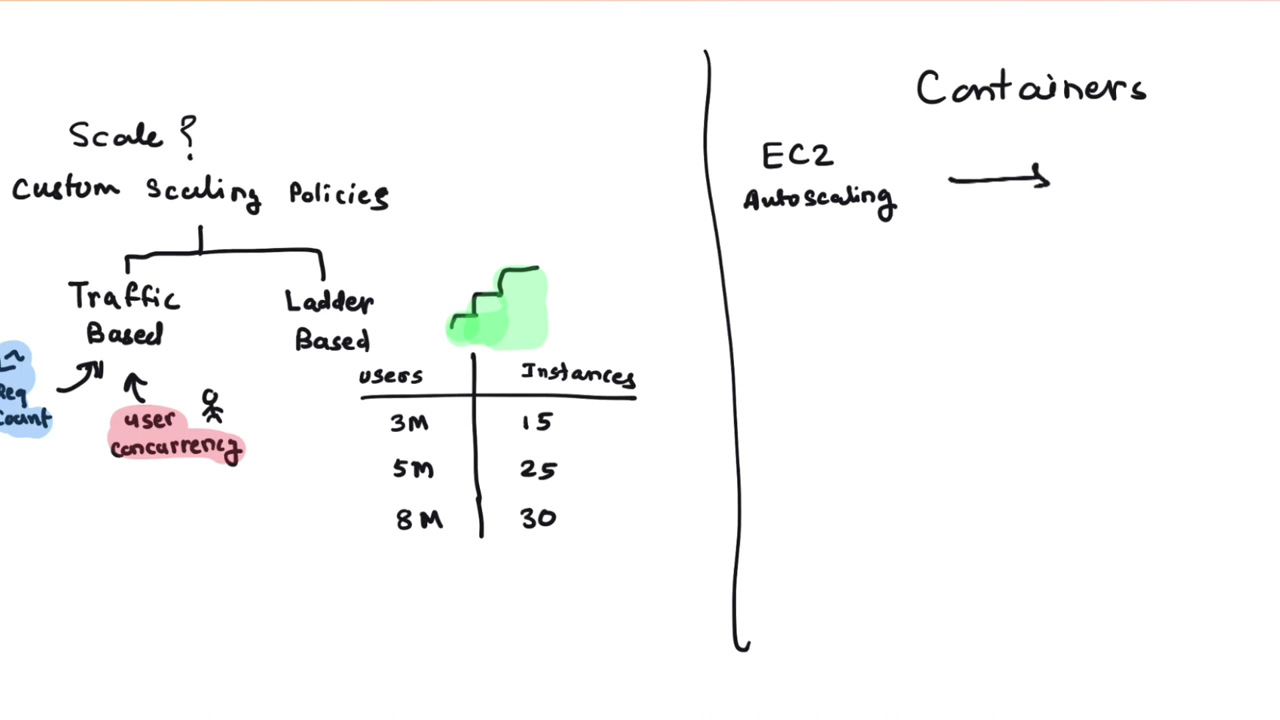 Scale?
Custom Scaling Policies
Traffic
Based
Ladder
Based
Req
Count
user
concurrency
users Instances
3M 15
5M 25
8M 30
Containers
EC2
Autoscaling